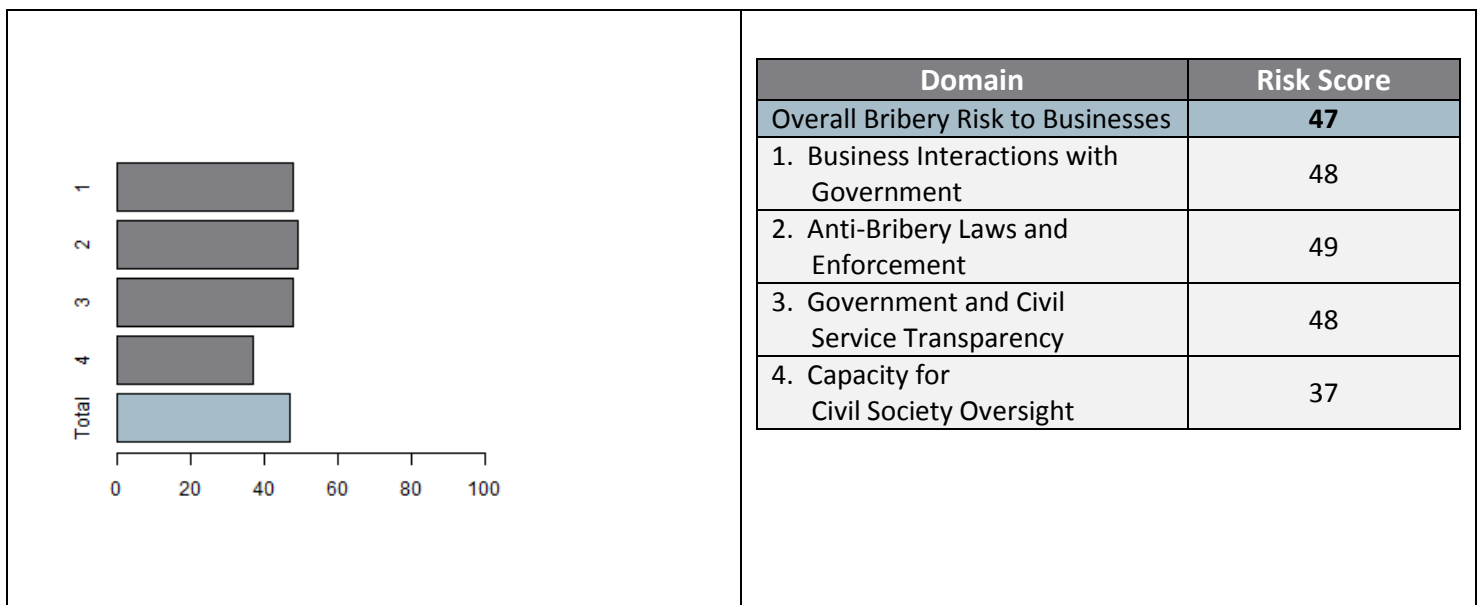 1
2
3
4
Total
0 20 40 60 80 100
Domain Risk Score
Overall Bribery Risk to Businesses 47
1. Business Interactions with
Government
48
2. Anti-Bribery Laws and
Enforcement
49
3. Government and Civil
Service Transparency
48
4. Capacity for
Civil Society Oversight
37